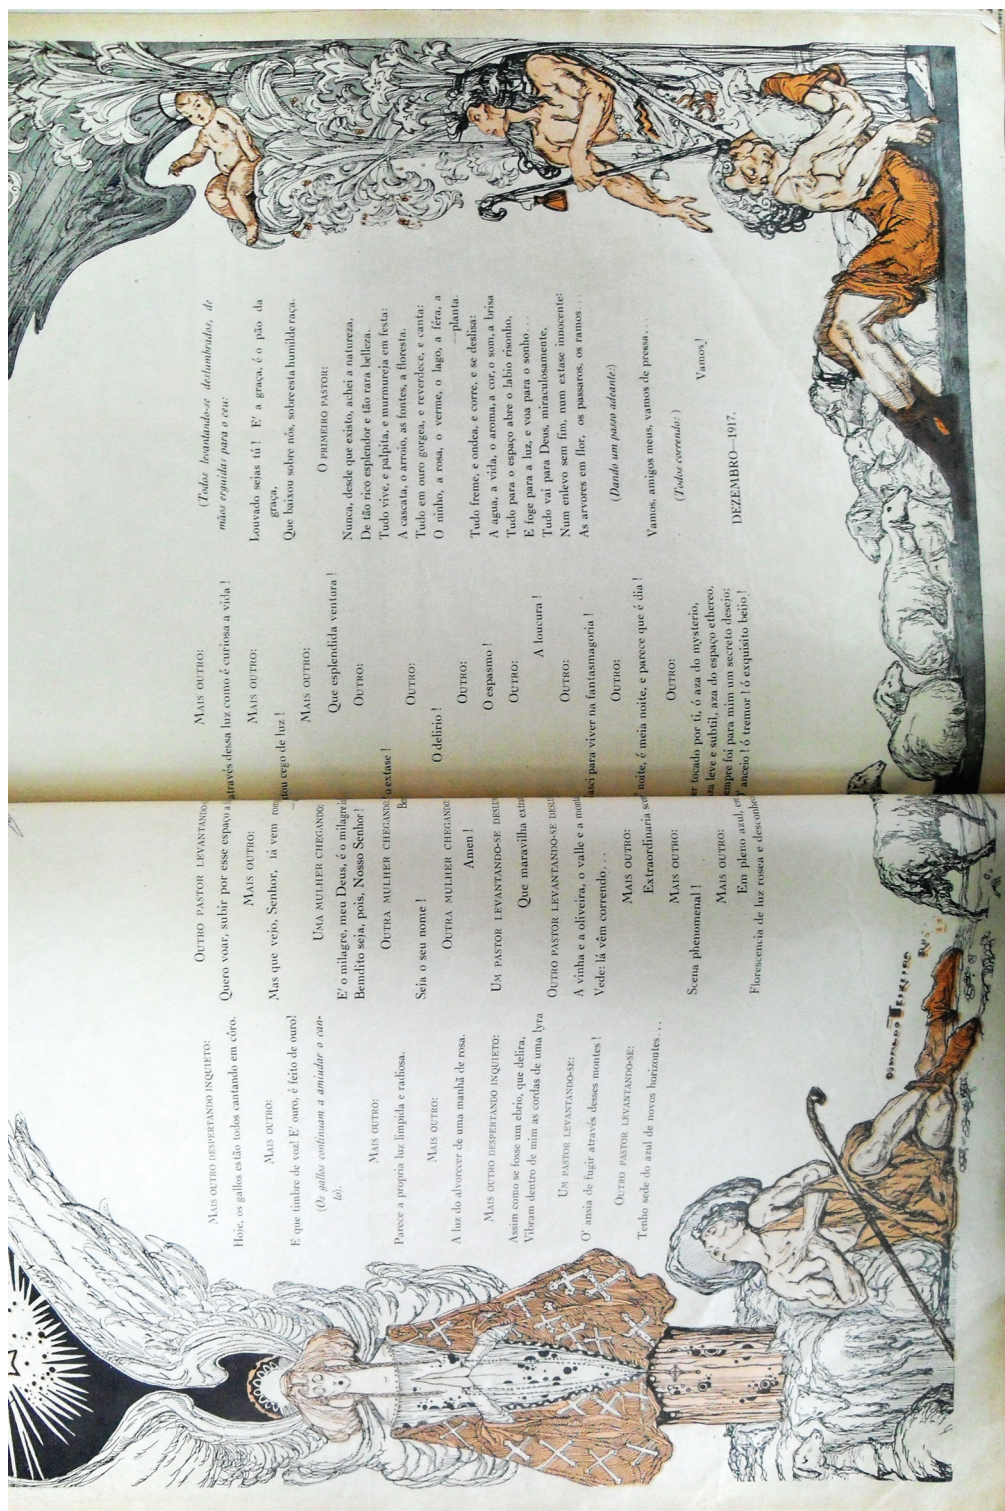 MAIS OUTRO DESPERTANDO INQUIETO:
Hoje, os gallos estão todos cantando em côro.
MAIS OUTRO:
E que timbre de voz! E' ouro, é feito de ouro!
(Os gallos continuam a amiudar o can-
to).
MAIS OUTRO:
Parece a propria luz limpida e radiosa.
MAIS OUTRO:
A luz do alvorecer de uma manhã de rosa.
MAIS OUTRO DESPERTANDO INQUIETO:
Assim como se fosse um ebrio, que delira,
Vibram dentro de mim as cordas de uma lyra
UM PASTOR LEVANTANDO-SE:
O' ansia de fugir através desses montes!
OUTRO PASTOR LEVANTANDO-SE:
Tenho sede do azul de novos horizontes...
OUTRO PASTOR LEVANTANDO-
Quero voar, subir por esse espaço a
MAIS OUTRO:
Mas que vejo, Senhor, já vem
UMA MULHER CHEGANDO:
E' o milagre, meu Deus, é o milagre
Bemdito seja, pois, Nosso Senhor!
OUTRA MULHER CHEGANDO
Seja o seu nome!
OUTRA MULHER CHEGANDO
Amen!
UM PASTOR LEVANTANDO-SE
Que maravilha
OUTRO PASTOR LEVANTANDO-SE
A vinha e a oliveira, o valle e a
Vede: lá vêm correndo...
MAIS OUTRO:
Extraordinaria
MAIS OUTRO:
Scena phenomenal!
MAIS OUTRO:
Em pleno azul,
Florescencia de luz rosea e
MAIS OUTRO:
através dessa luz como é curiosa a vida!
MAIS OUTRO:
cego de luz!
MAIS OUTRO:
Que esplendida ventura!
OUTRO:
o extase!
OUTRO:
O delirio!
OUTRO:
O espasmo!
OUTRO:
A loucura!
OUTRO:
para viver na fantasmagoria!
OUTRO:
noite, é meia noite, e parece que é dia!
OUTRO:
tocado por ti, ó aza do mysterio,
leve e subtil, aza do espaço ethereo,
foi para mim um secreto desejo:
anceio! ó tremor! ó exquisito beijo!
(Todos levantando-se deslumbrados, de
mãos erguidas para o ceu:
Louvado sejas tú! E' a graça, é o pão da
graça,
Que baixou sobre nós, sobre esta humilde raça.
O PRIMEIRO PASTOR:
Nunca, desde que existo, achei a natureza,
De tão rico esplendor e tão rara belleza.
Tudo vive, e palpita, e murmureja em festa:
A cascata, o arroio, as fontes, a floresta.
Tudo em ouro gorgea, e reverdece, e canta:
O ninho, a rosa, o verme, o lago, a féra, a
—planta.
Tudo freme, e ondea, e corre, e se deslisa:
A agua, a vida, o aroma, a cor, o som, a brisa
Tudo para o espaço abre o labio risonho,
E foge para a luz, e voa para o sonho...
Tudo vai para Deus, miraculosamente,
Num enlevo sem fim, num extase innocente:
As arvores em flor, os passaros, os ramos...
(Dando um passo adeante:)
Vamos, amigos meus, vamos de pressa...
(Todos correndo:)
Vamos!
DEZEMBRO—1917.